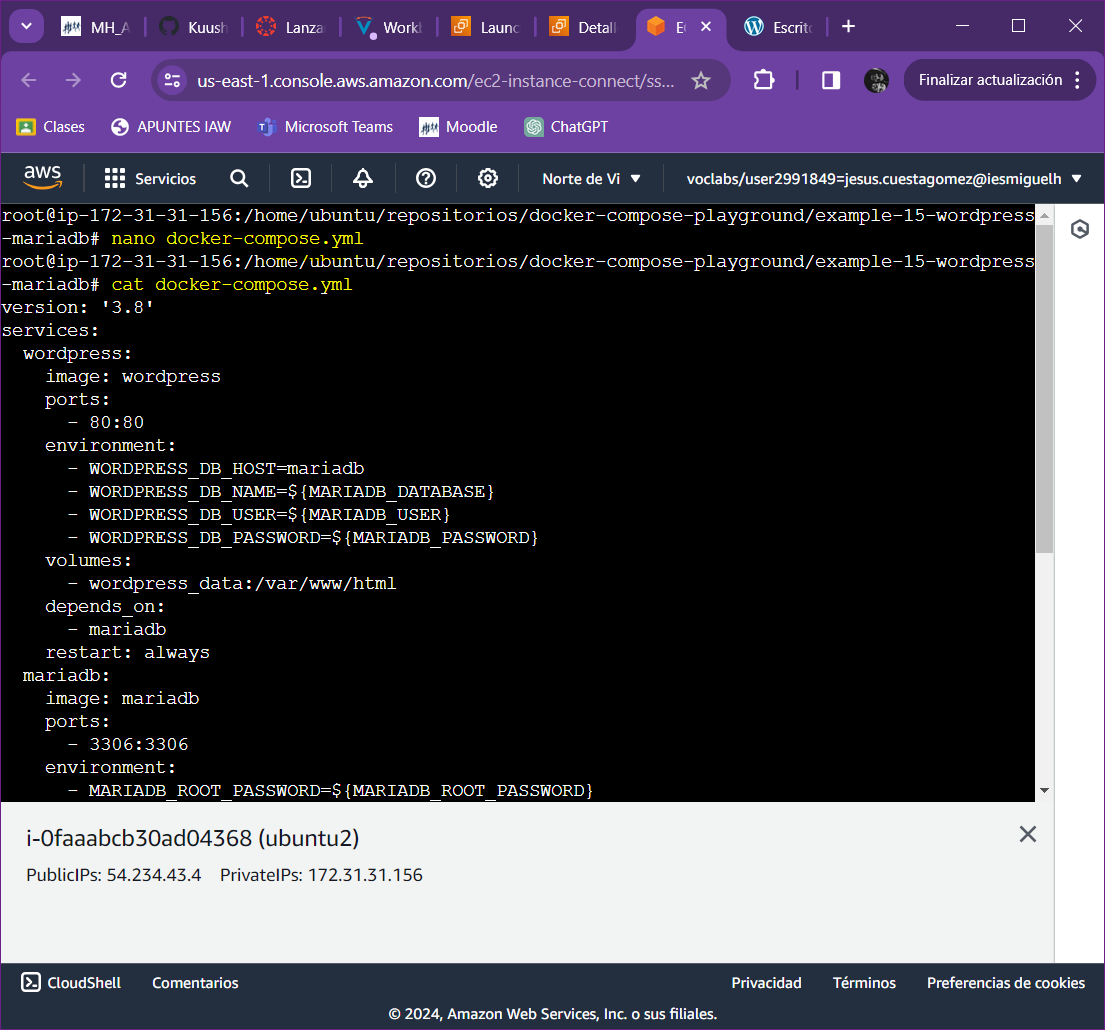 MH_A
Kuush
Lanza
Work
Launc
Detall
E
Escrito
us-east-1.console.aws.amazon.com/ec2-instance-connect/ss...
Finalizar actualización
Clases
APUNTES IAW
Microsoft Teams
Moodle
ChatGPT
aws
Servicios
Norte de Vi
voclabs/user2991849=jesus.cuestagomez@iesmiguelh
root@ip-172-31-31-156:/home/ubuntu/repositorios/docker-compose-playground/example-15-wordpress
-mariadb# nano docker-compose.yml
root@ip-172-31-31-156:/home/ubuntu/repositorios/docker-compose-playground/example-15-wordpress
-mariadb# cat docker-compose.yml
version: '3.8'
services:
  wordpress:
    image: wordpress
    ports:
      - 80:80
    environment:
      - WORDPRESS_DB_HOST=mariadb
      - WORDPRESS_DB_NAME=${MARIADB_DATABASE}
      - WORDPRESS_DB_USER=${MARIADB_USER}
      - WORDPRESS_DB_PASSWORD=${MARIADB_PASSWORD}
    volumes:
      - wordpress_data:/var/www/html
    depends_on:
      - mariadb
    restart: always
  mariadb:
    image: mariadb
    ports:
      - 3306:3306
    environment:
      - MARIADB_ROOT_PASSWORD=${MARIADB_ROOT_PASSWORD}
i-0faaabcb30ad04368 (ubuntu2)
PublicIPs: 54.234.43.4 PrivateIPs: 172.31.31.156
CloudShell
Comentarios
Privacidad
Términos
Preferencias de cookies
© 2024, Amazon Web Services, Inc. o sus filiales.